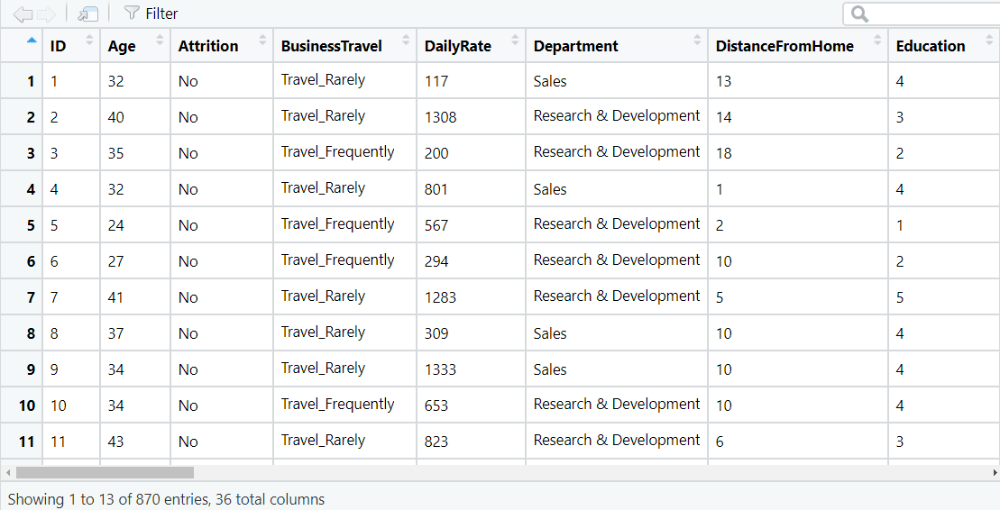 Filter
ID Age Attrition BusinessTravel DailyRate Department DistanceFromHome Education
1 1 32 No Travel_Rarely 117 Sales 13 4
2 2 40 No Travel_Rarely 1308 Research & Development 14 3
3 3 35 No Travel_Frequently 200 Research & Development 18 2
4 4 32 No Travel_Rarely 801 Sales 1 4
5 5 24 No Travel_Frequently 567 Research & Development 2 1
6 6 27 No Travel_Frequently 294 Research & Development 10 2
7 7 41 No Travel_Rarely 1283 Research & Development 5 5
8 8 37 No Travel_Rarely 309 Sales 10 4
9 9 34 No Travel_Rarely 1333 Sales 10 4
10 10 34 No Travel_Frequently 653 Research & Development 10 4
11 11 43 No Travel_Rarely 823 Research & Development 6 3
Showing 1 to 13 of 870 entries, 36 total columns